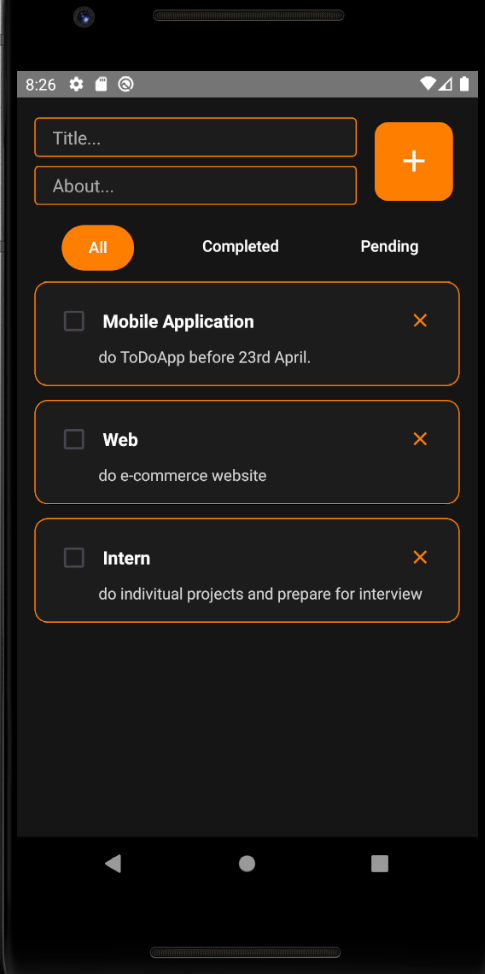 8:26
Title...
About...
All Completed Pending
Mobile Application
do ToDoApp before 23rd April.
Web
do e-commerce website
Intern
do indivitual projects and prepare for interview